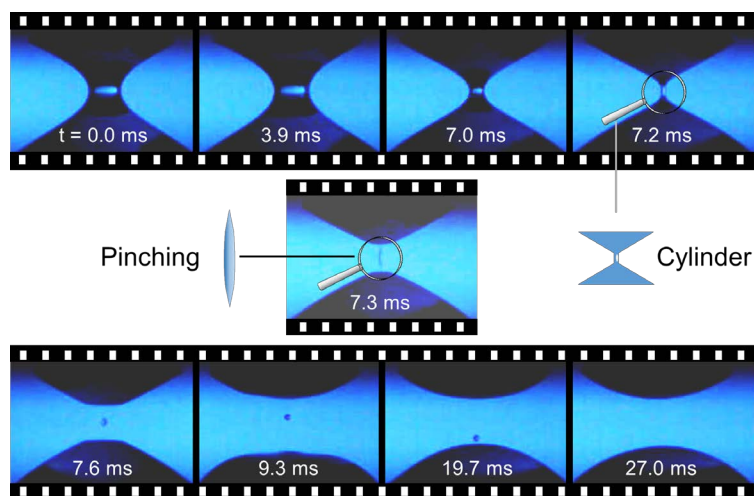 t = 0.0 ms
3.9 ms
7.0 ms
7.2 ms
Pinching
7.3 ms
Cylinder
7.6 ms
9.3 ms
19.7 ms
27.0 ms